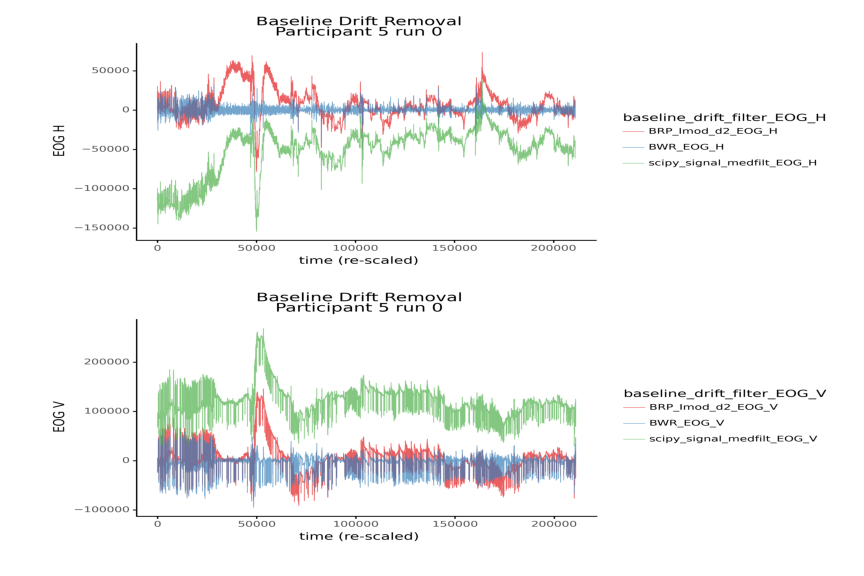 Baseline Drift Removal
Participant 5 run 0
50000
0
−50000
−100000
−150000
EOG H
0
50000
100000
150000
200000
time (re-scaled)
baseline_drift_filter_EOG_H
BRP_lmod_d2_EOG_H
BWR_EOG_H
scipy_signal_medfilt_EOG_H
Baseline Drift Removal
Participant 5 run 0
200000
100000
0
−100000
EOG V
0
50000
100000
150000
200000
time (re-scaled)
baseline_drift_filter_EOG_V
BRP_lmod_d2_EOG_V
BWR_EOG_V
scipy_signal_medfilt_EOG_V